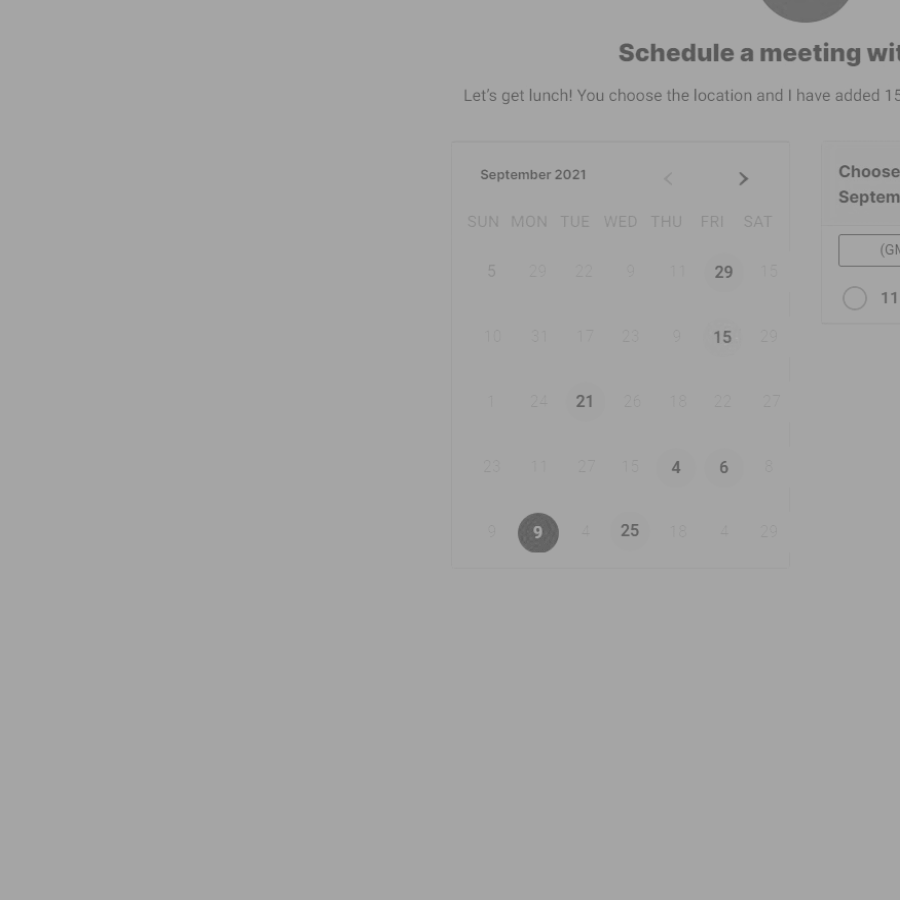 Schedule a meeting wit
Let's get lunch! You choose the location and I have added 15
September 2021
SUN MON TUE WED THU FRI SAT
5 29 22 9 11 29 15
10 31 17 23 9 15 29
1 24 21 26 18 22 27
23 11 27 15 4 6 8
9 9 4 25 18 4 29
Choose
Septem
(GM
11